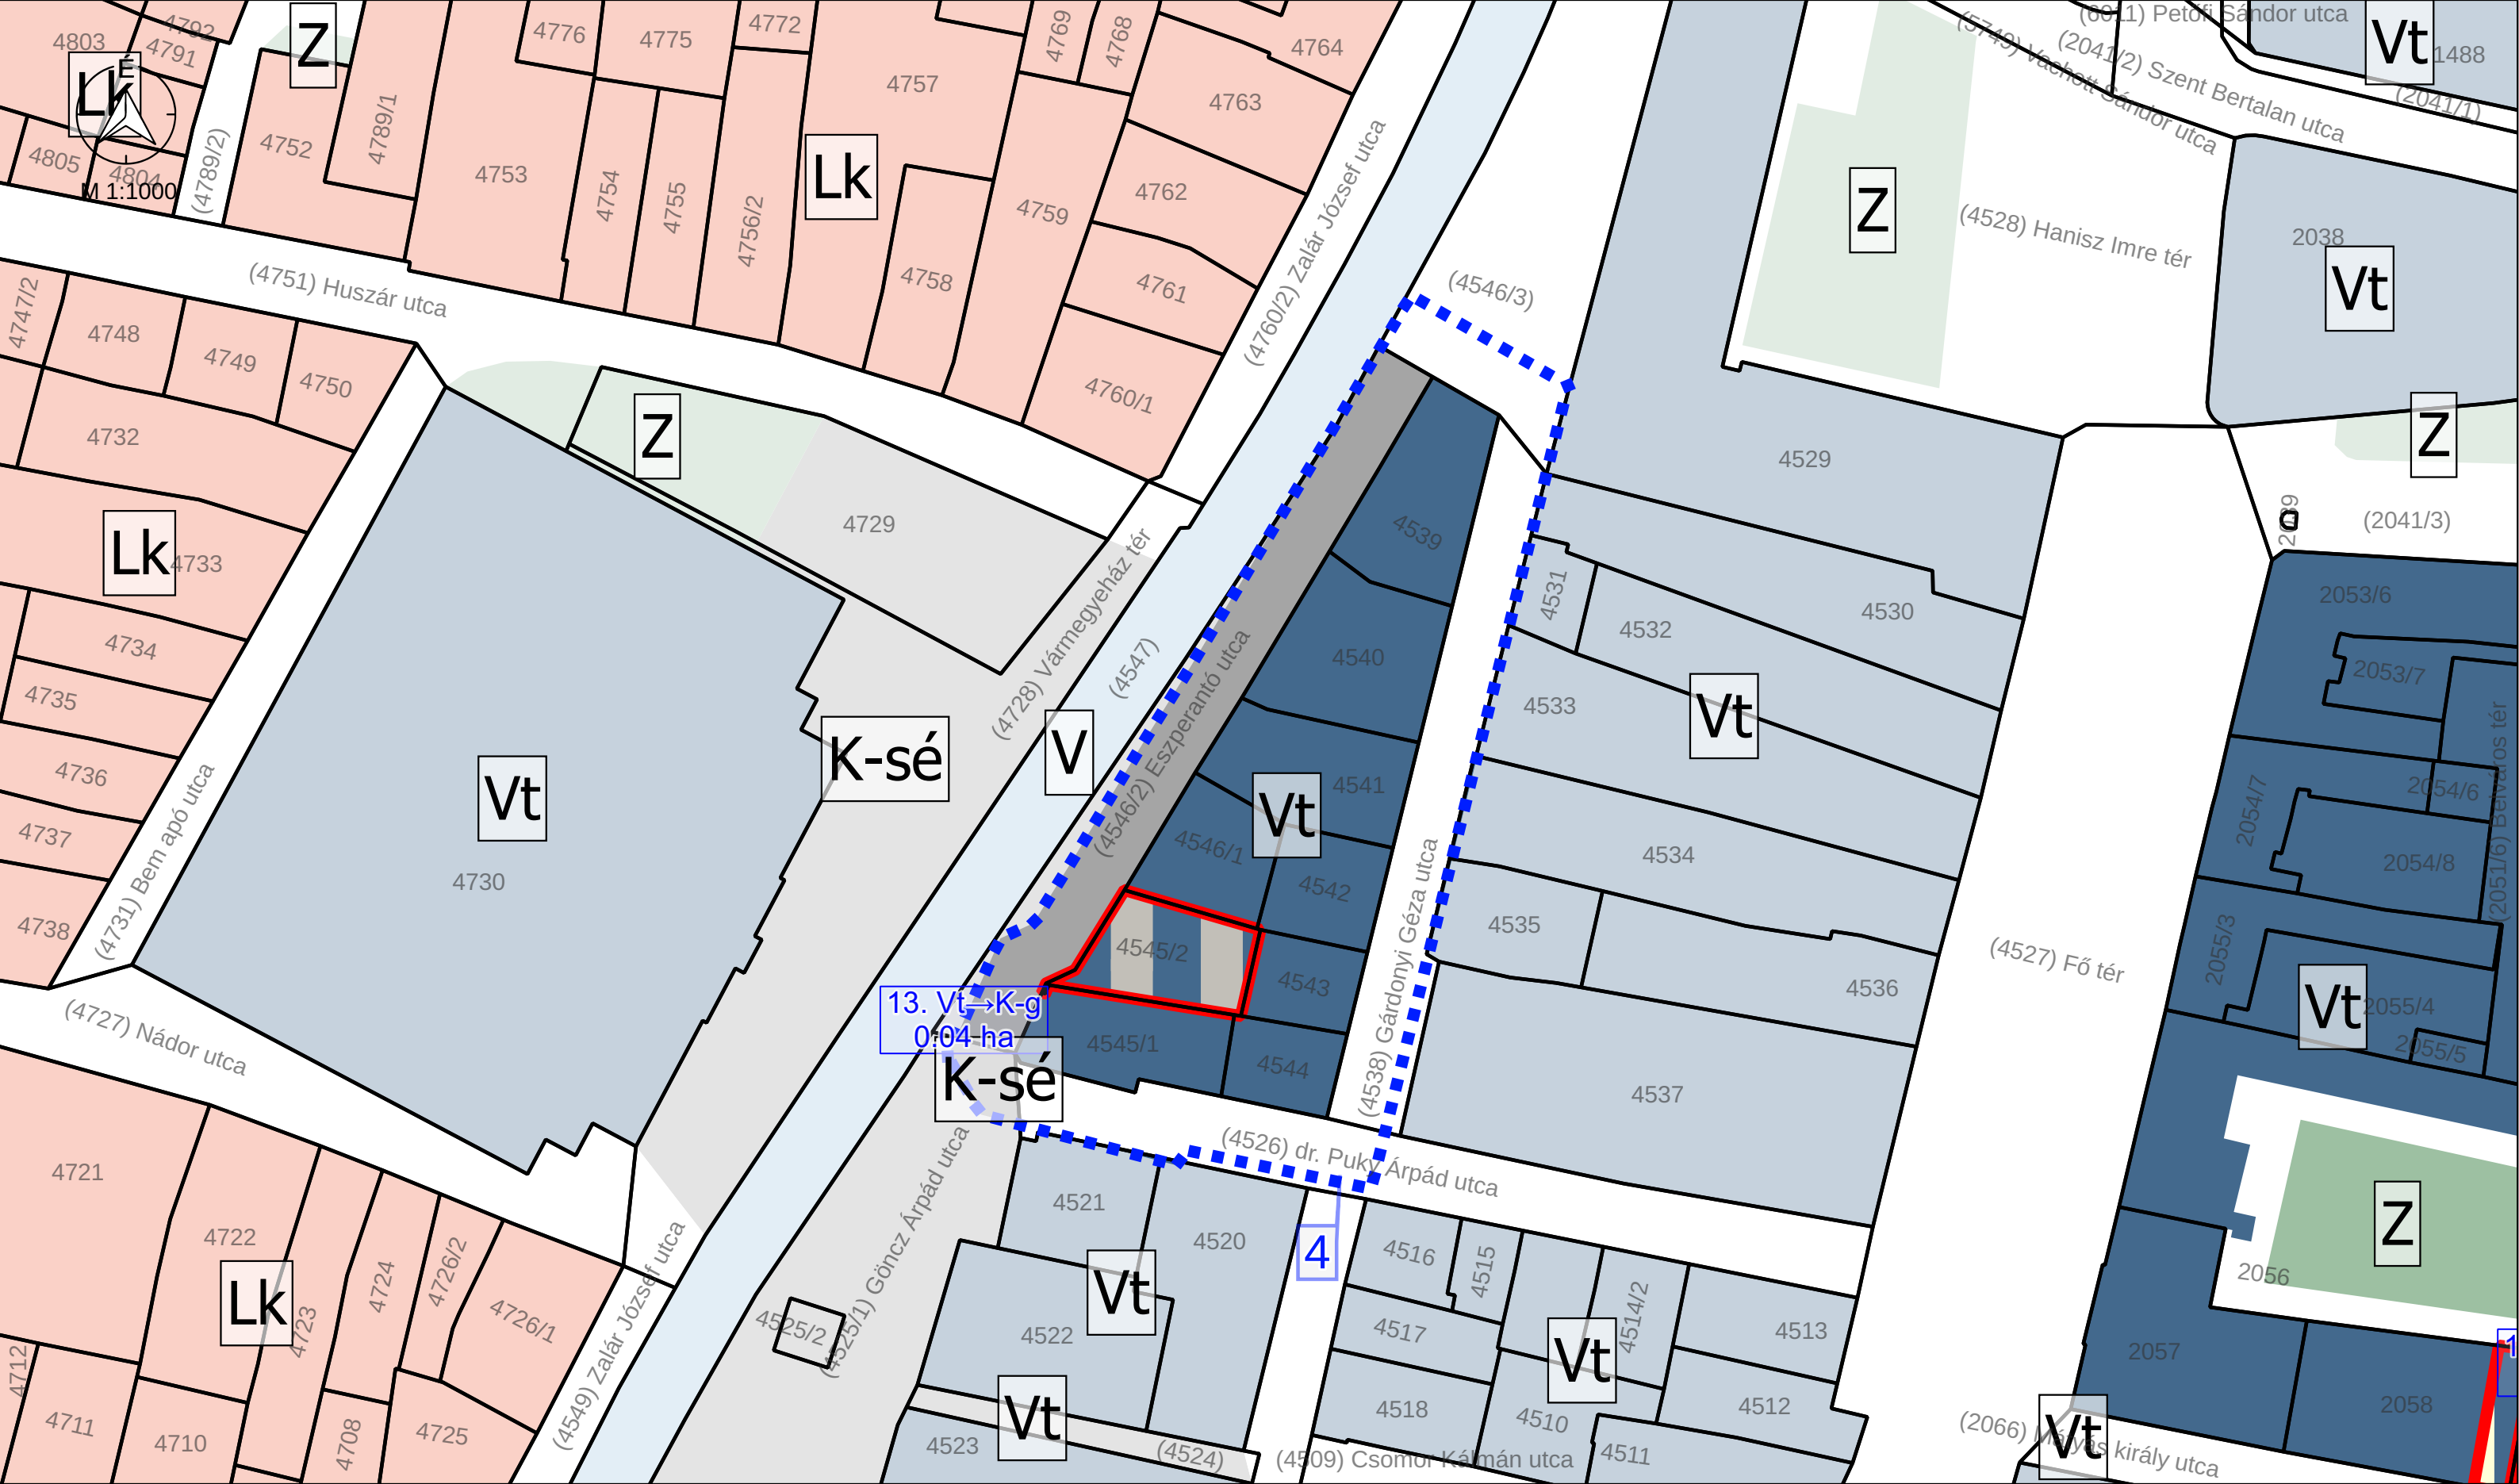 4803
4792
4791
Z
4776
4775
4772
4769
4768
4764
(6011) Petőfi Sándor utca
Vt
1488
(5749) Vachott Sándor utca
(2041/2) Szent Bertalan utca
(2041/1)
Lk
É
4805
4804
M 1:1000
(4789/2)
4752
4789/1
4753
4754
4755
4756/2
Lk
4757
4758
4759
4763
4762
4761
4760/1
(4760/2) Zalár József utca
(4546/3)
Z
(4528) Hanisz Imre tér
2038
Vt
(4751) Huszár utca
4747/2
4748
4749
4750
4732
Z
4729
4529
Z
2039
(2041/3)
Lk
4733
4734
4735
4736
4737
4738
(4731) Bem apó utca
Vt
4730
K-sé
(4728) Vármegyeház tér
(4547)
V
(4546/2) Eszperantó utca
4539
4540
4541
Vt
4546/1
4542
4545/2
4543
4545/1
4544
13. Vt→K-g
0.04 ha
K-sé
(4538) Gárdonyi Géza utca
4531
4532
4530
4533
Vt
4534
4535
4536
4537
(4527) Fő tér
2053/6
2053/7
2054/7
2054/6
2054/8
(2051/6) Belváros tér
2055/3
Vt
2055/4
2055/5
Z
2056
2057
2058
1
(4727) Nádor utca
4721
4722
Lk
4723
4724
4726/2
4726/1
4712
4711
4710
4708
4725
(4549) Zalár József utca
4525/2
(4525/1) Göncz Árpád utca
(4526) dr. Puky Árpád utca
4521
4520
Vt
4522
Vt
4523
(4524)
4
4516
4515
4514/2
4517
Vt
4513
4518
4510
4512
4511
(4509) Csomor Kálmán utca
(2066) Mátyás király utca
Vt